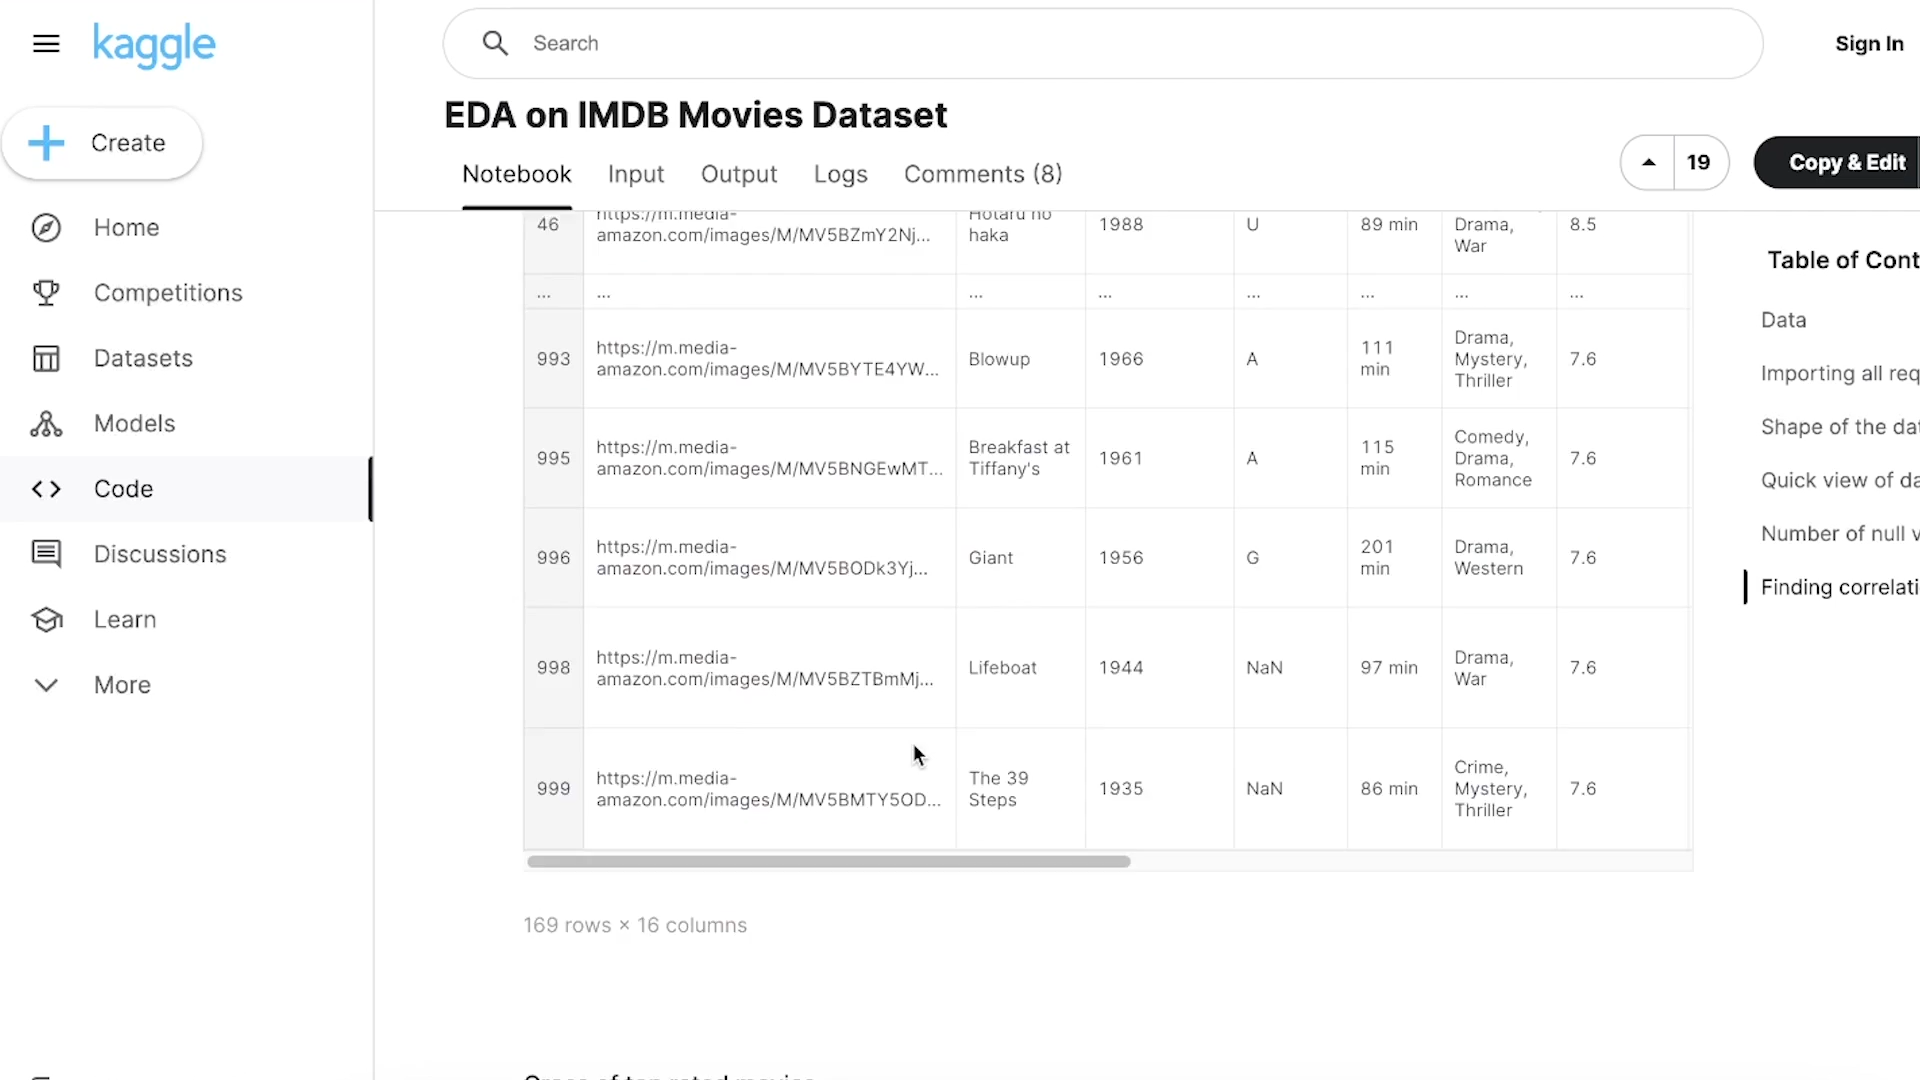 kaggle
Search
Sign In
Create
EDA on IMDB Movies Dataset
Notebook
Input
Output
Logs
Comments (8)
19
Copy & Edit
Home
Competitions
Datasets
Models
Code
Discussions
Learn
More
46
https://m.media-
amazon.com/images/M/MV5BZmY2Nj...
Hotaru no
haka
1988
U
89 min
Drama,
War
8.5
...
...
...
...
...
...
...
...
993
https://m.media-
amazon.com/images/M/MV5BYTE4YW...
Blowup
1966
A
111
min
Drama,
Mystery,
Thriller
7.6
995
https://m.media-
amazon.com/images/M/MV5BNGEwMT...
Breakfast at
Tiffany's
1961
A
115
min
Comedy,
Drama,
Romance
7.6
996
https://m.media-
amazon.com/images/M/MV5BODk3Yj...
Giant
1956
G
201
min
Drama,
Western
7.6
998
https://m.media-
amazon.com/images/M/MV5BZTBmMj...
Lifeboat
1944
NaN
97 min
Drama,
War
7.6
999
https://m.media-
amazon.com/images/M/MV5BMTY5OD...
The 39
Steps
1935
NaN
86 min
Crime,
Mystery,
Thriller
7.6
169 rows × 16 columns
Table of Cont
Data
Importing all req
Shape of the dat
Quick view of da
Number of null v
Finding correlati